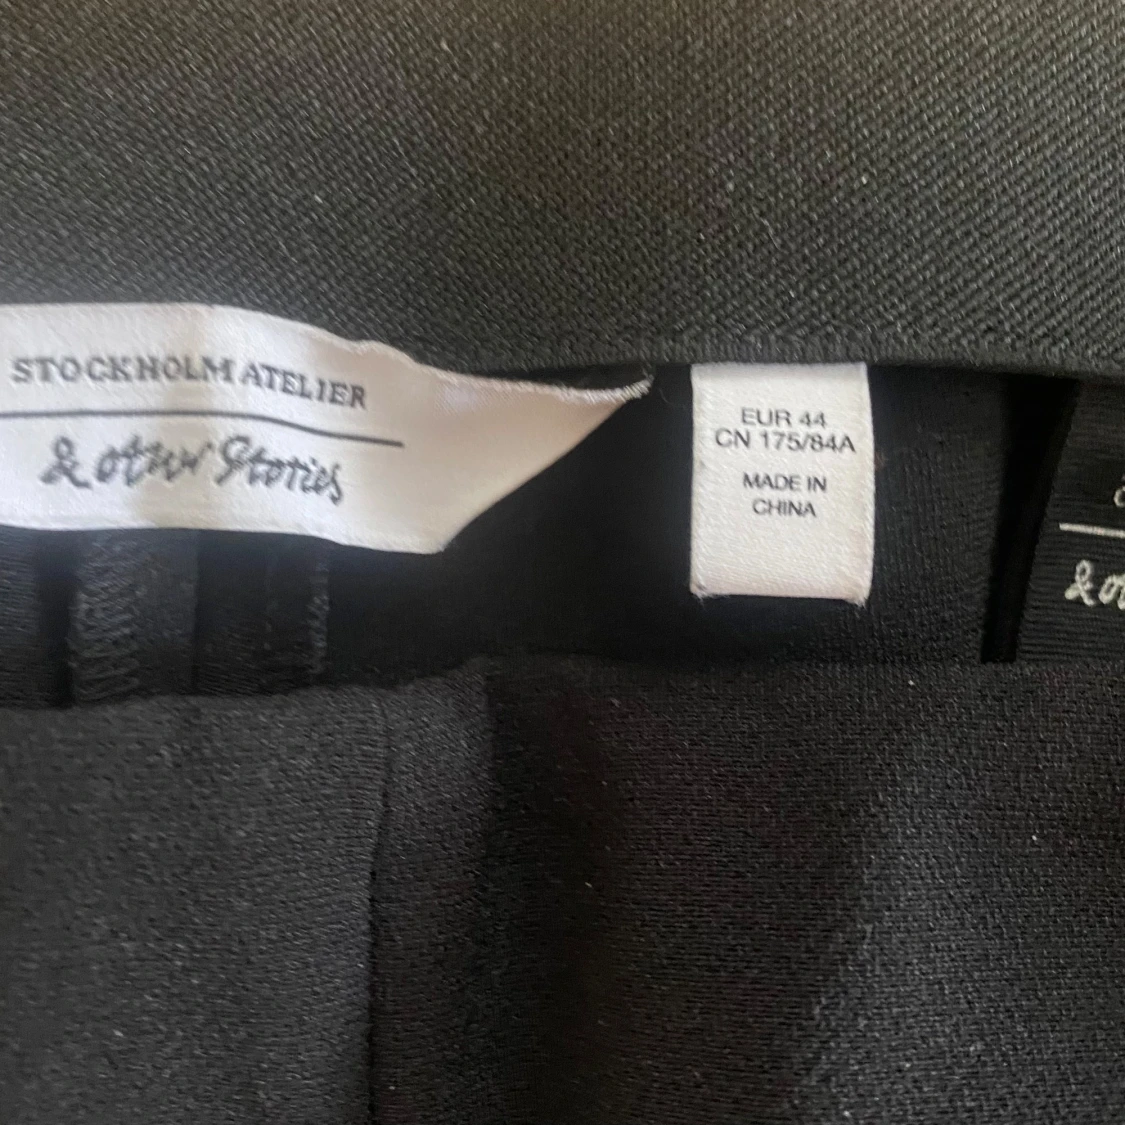 STOCKHOLM ATELIER
& other Stories
EUR 44
CN 175/84A
MADE IN
CHINA
&